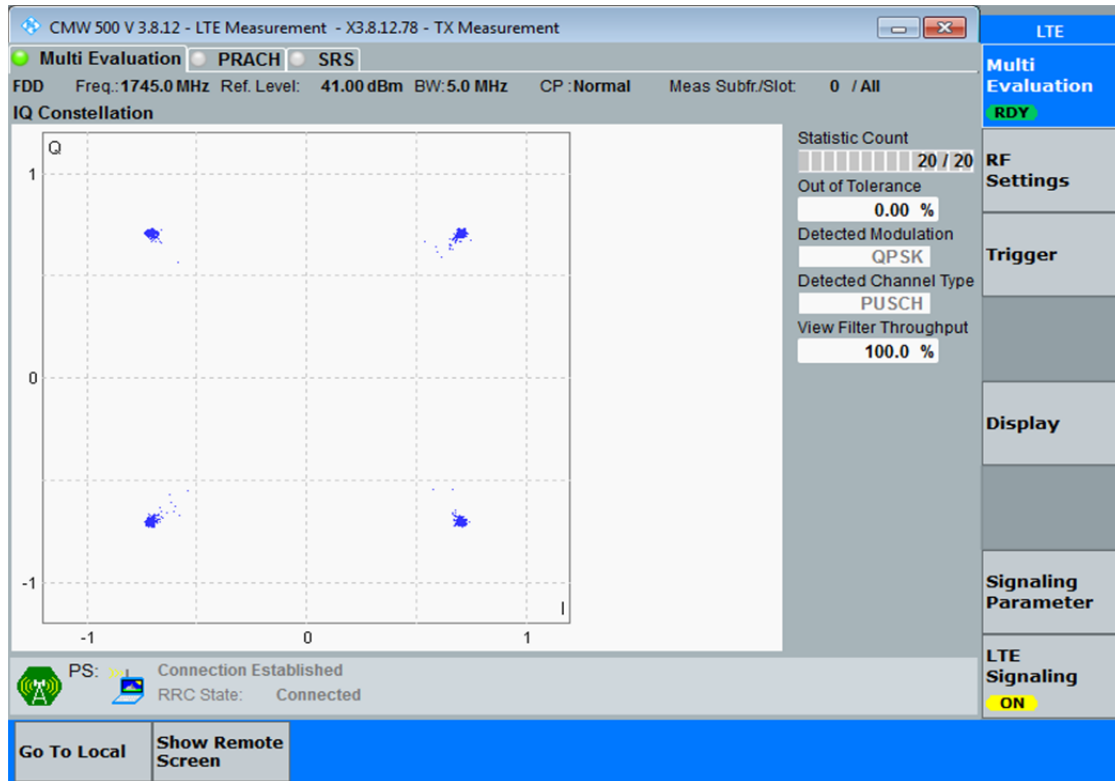 CMW 500 V 3.8.12 - LTE Measurement - X3.8.12.78 - TX Measurement
LTE
Multi Evaluation PRACH SRS
FDD Freq.:1745.0 MHz Ref. Level: 41.00 dBm BW:5.0 MHz CP :Normal Meas Subfr./Slot: 0 / All
IQ Constellation
Q
1
0
-1
-1 0 1
I
Statistic Count
20 / 20
Out of Tolerance
0.00 %
Detected Modulation
QPSK
Detected Channel Type
PUSCH
View Filter Throughput
100.0 %
Multi
Evaluation
RDY
RF
Settings
Trigger
Display
Signaling
Parameter
LTE
Signaling
ON
PS: Connection Established
RRC State: Connected
Go To Local
Show Remote
Screen